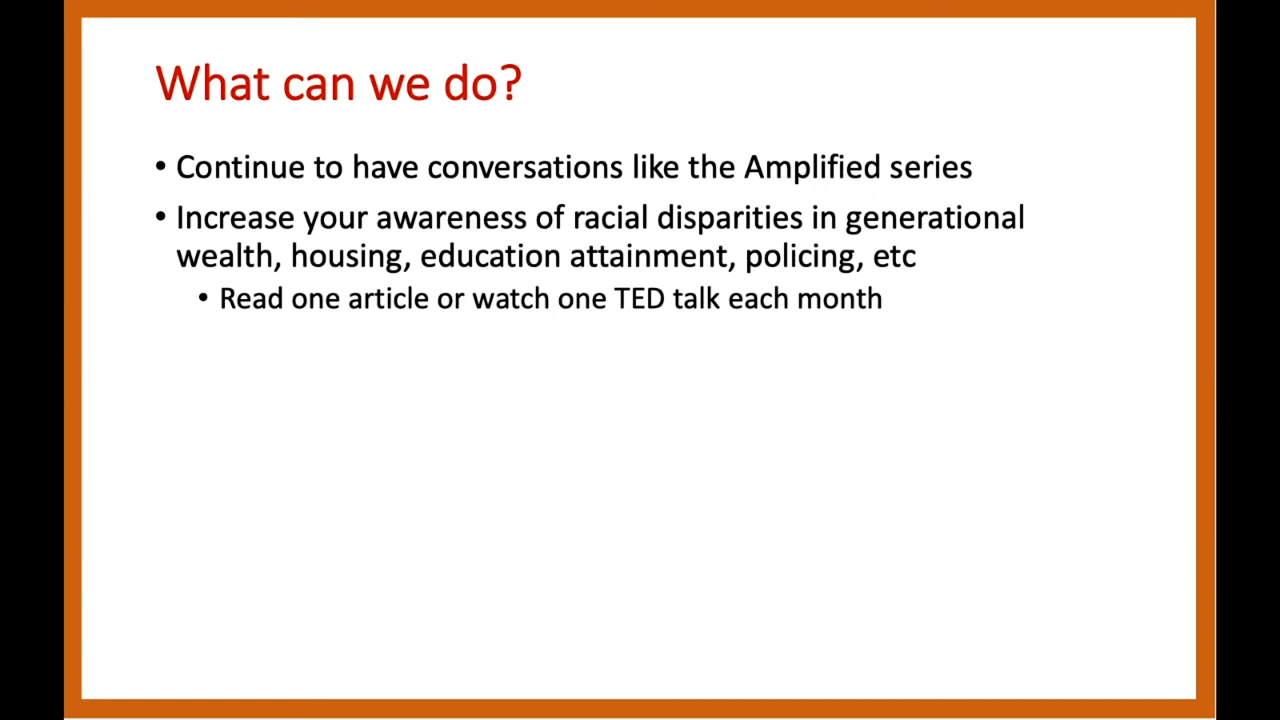 What can we do?
• Continue to have conversations like the Amplified series
• Increase your awareness of racial disparities in generational
wealth, housing, education attainment, policing, etc
• Read one article or watch one TED talk each month